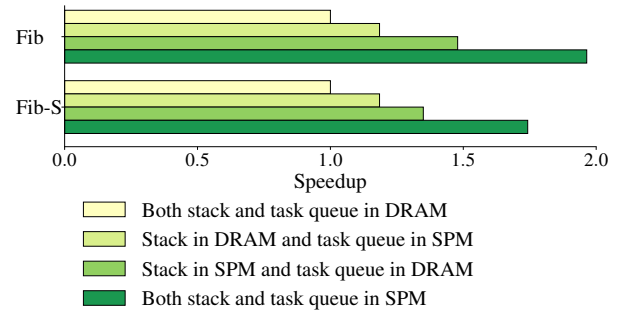 Fib
Fib-S
0.0 0.5 1.0 1.5 2.0
Speedup
Both stack and task queue in DRAM
Stack in DRAM and task queue in SPM
Stack in SPM and task queue in DRAM
Both stack and task queue in SPM